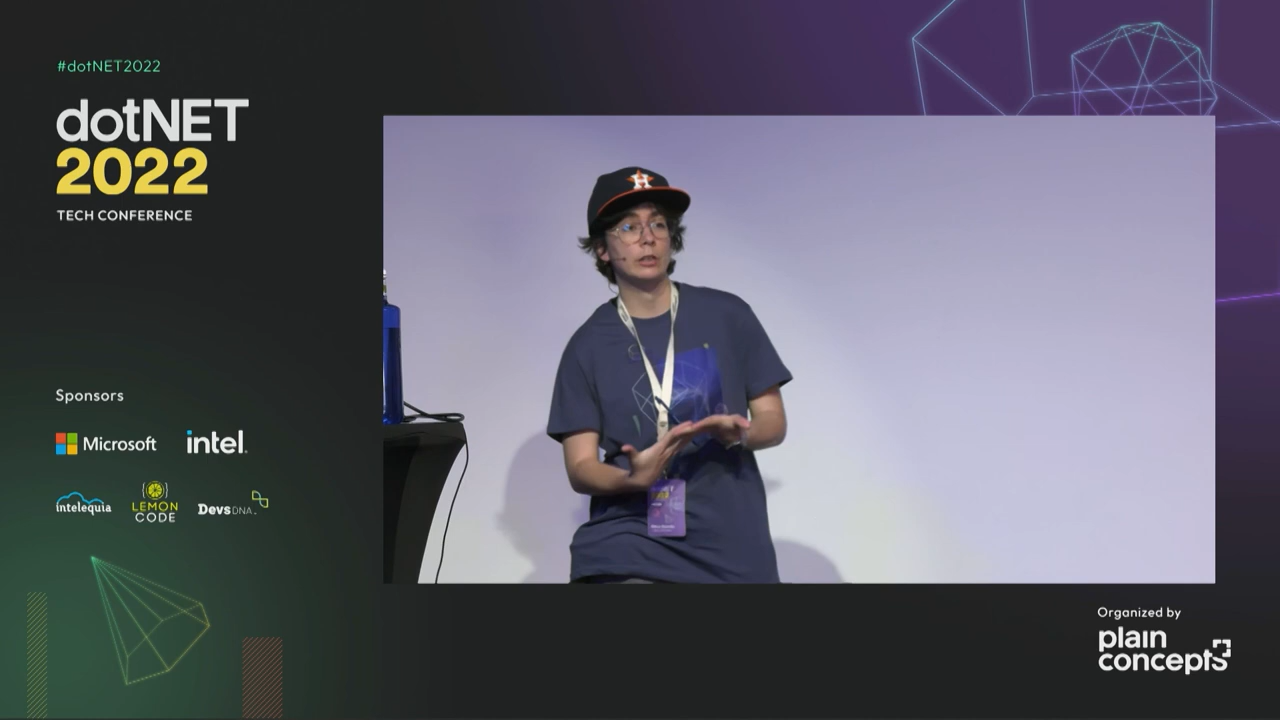 #dotNET2022
dotNET
2022
TECH CONFERENCE
H
Sponsors
Microsoft
intel.
intelequia
LEMON
CODE
DevsDNA.
Organized by
plain
concepts